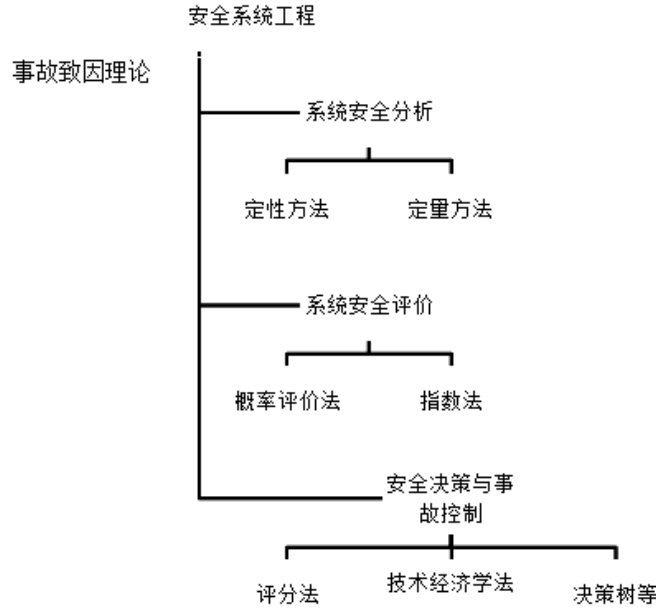 安全系统工程
事故致因理论
系统安全分析
定性方法
定量方法
系统安全评价
概率评价法
指数法
安全决策与事
故控制
评分法
技术经济学法
决策树等